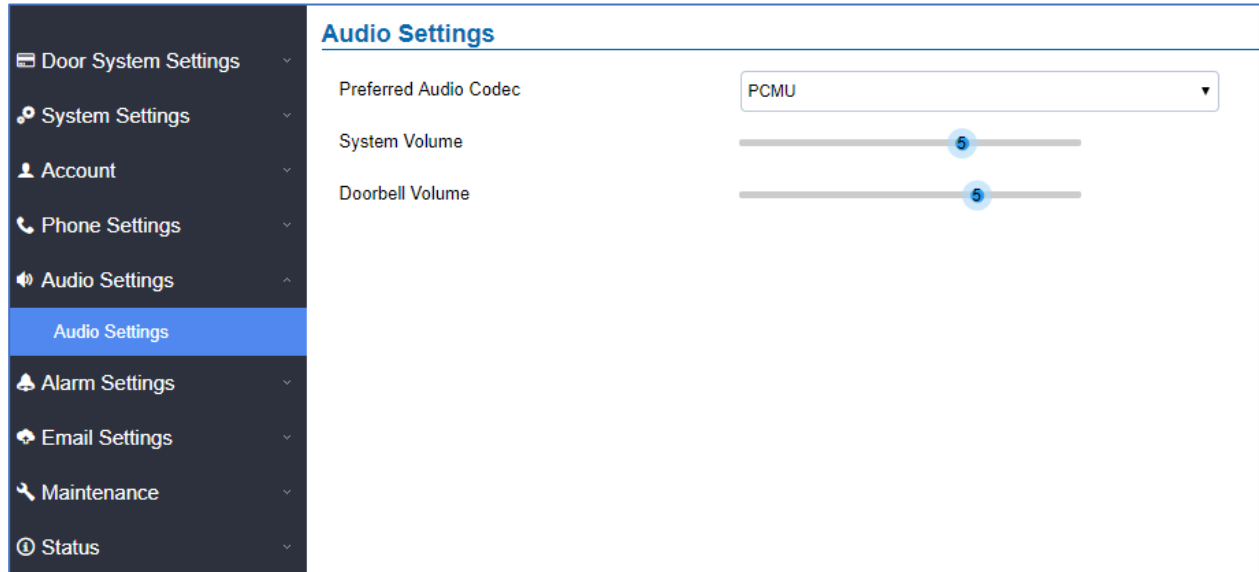 Door System Settings
System Settings
Account
Phone Settings
Audio Settings
Audio Settings
Alarm Settings
Email Settings
Maintenance
Status
Audio Settings
Preferred Audio Codec PCMU
System Volume 5
Doorbell Volume 5